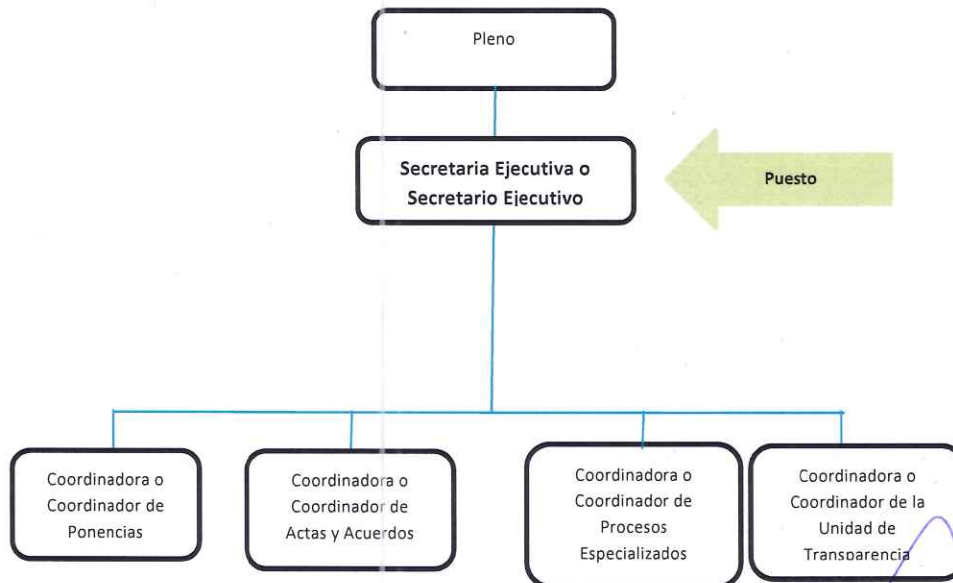 Pleno
Secretaria Ejecutiva o
Secretario Ejecutivo
Puesto
Coordinadora o
Coordinador de
Ponencias
Coordinadora o
Coordinador de
Actas y Acuerdos
Coordinadora o
Coordinador de
Procesos
Especializados
Coordinadora o
Coordinador de la
Unidad de
Transparencia